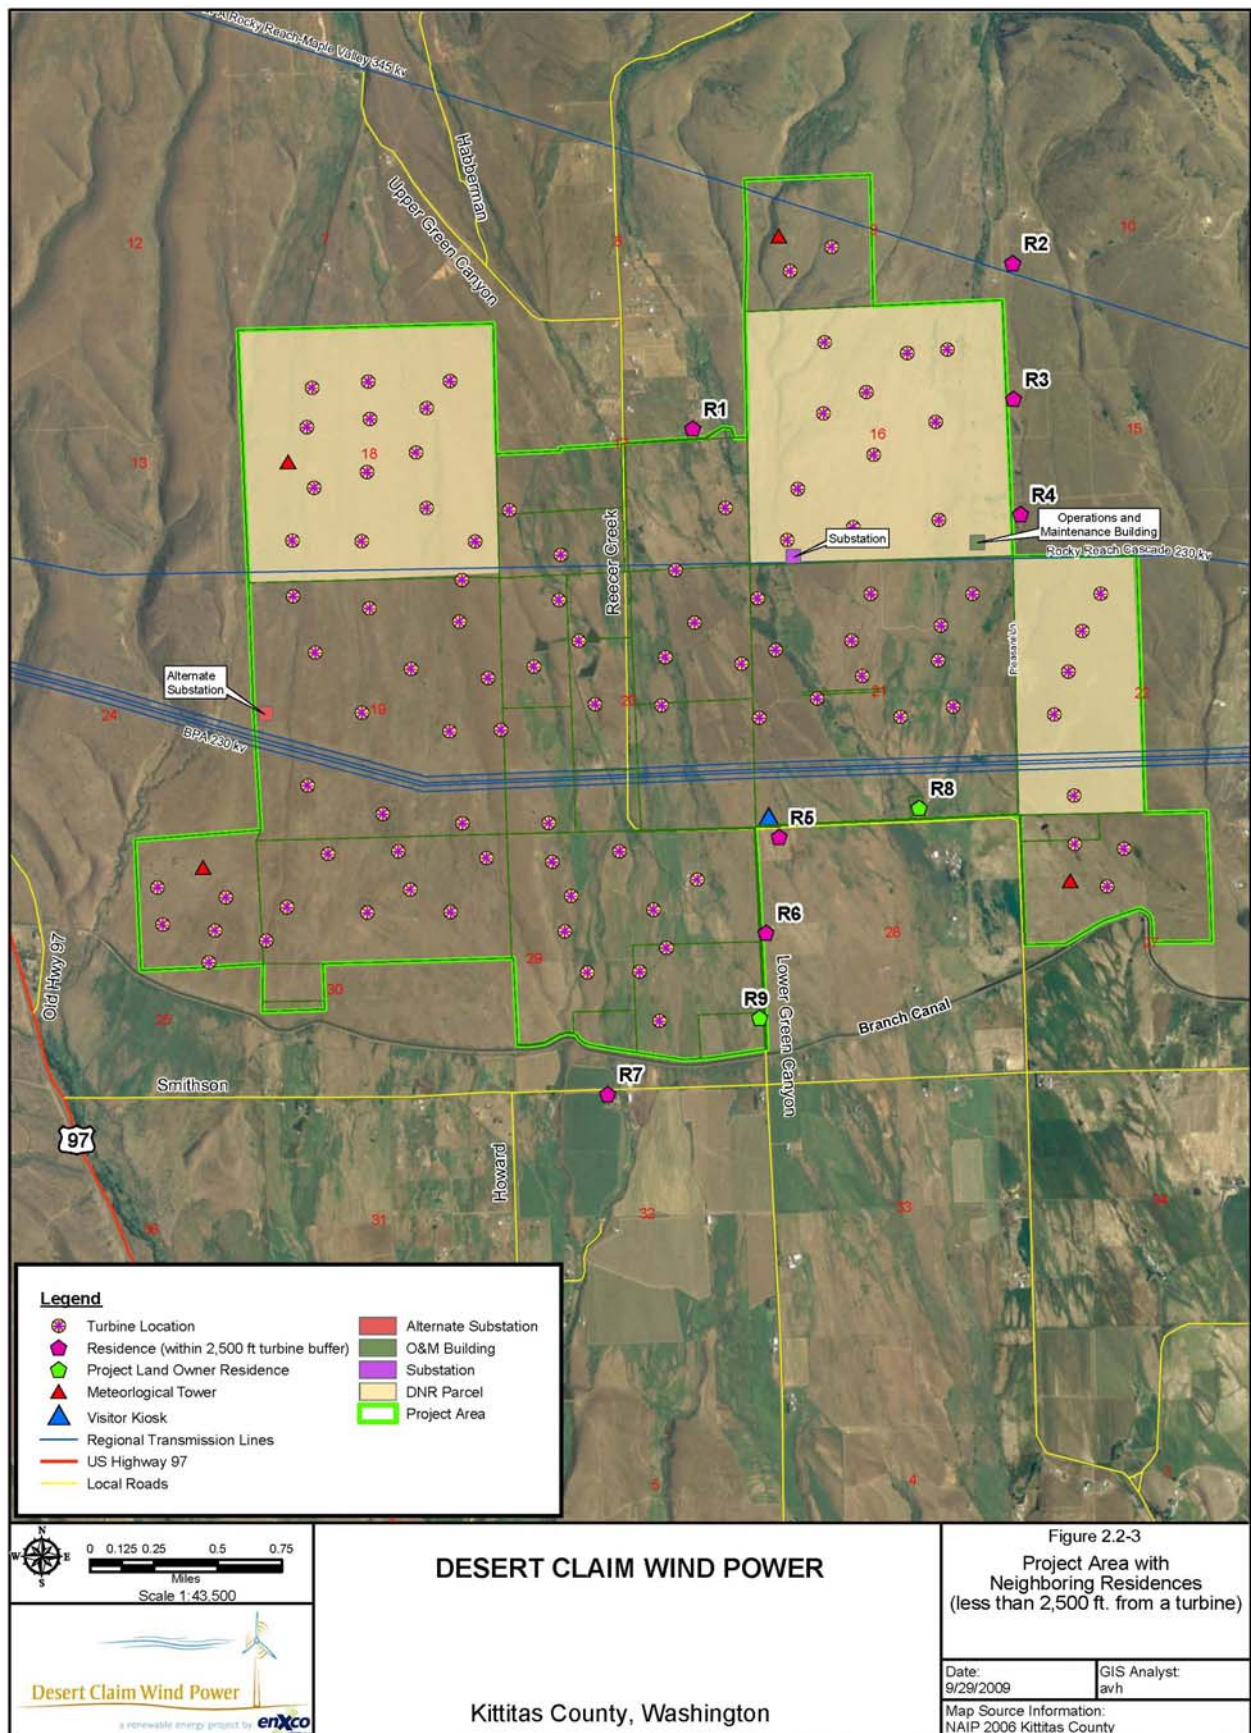 BPA Rocky Reach-Maple Valley 345 kv
Habberman
Upper Green Canyon
12
7
8
9
10
R2
R3
R1
13
18
17
16
15
R4
Operations and
Maintenance Building
Substation
Rocky Reach Cascade 230 kv
Reecer Creek
Pleasant Ln
Alternate
Substation
24
19
20
21
22
BPA 230 kv
R8
R5
R6
Old Hwy 97
28
27
29
30
25
R9
Lower Green Canyon
Branch Canal
Smithson
R7
97
Howard
31
32
33
34
36
5
4
3
Legend
Turbine Location
Residence (within 2,500 ft turbine buffer)
Project Land Owner Residence
Meteorlogical Tower
Visitor Kiosk
Regional Transmission Lines
US Highway 97
Local Roads
Alternate Substation
O&M Building
Substation
DNR Parcel
Project Area
N
W E
S
0 0.125 0.25 0.5 0.75
Miles
Scale 1:43,500
Desert Claim Wind Power
a renewable energy project by enXco
DESERT CLAIM WIND POWER
Kittitas County, Washington
Figure 2.2-3
Project Area with
Neighboring Residences
(less than 2,500 ft. from a turbine)
Date:
9/29/2009
GIS Analyst:
avh
Map Source Information:
NAIP 2006 Kittitas County